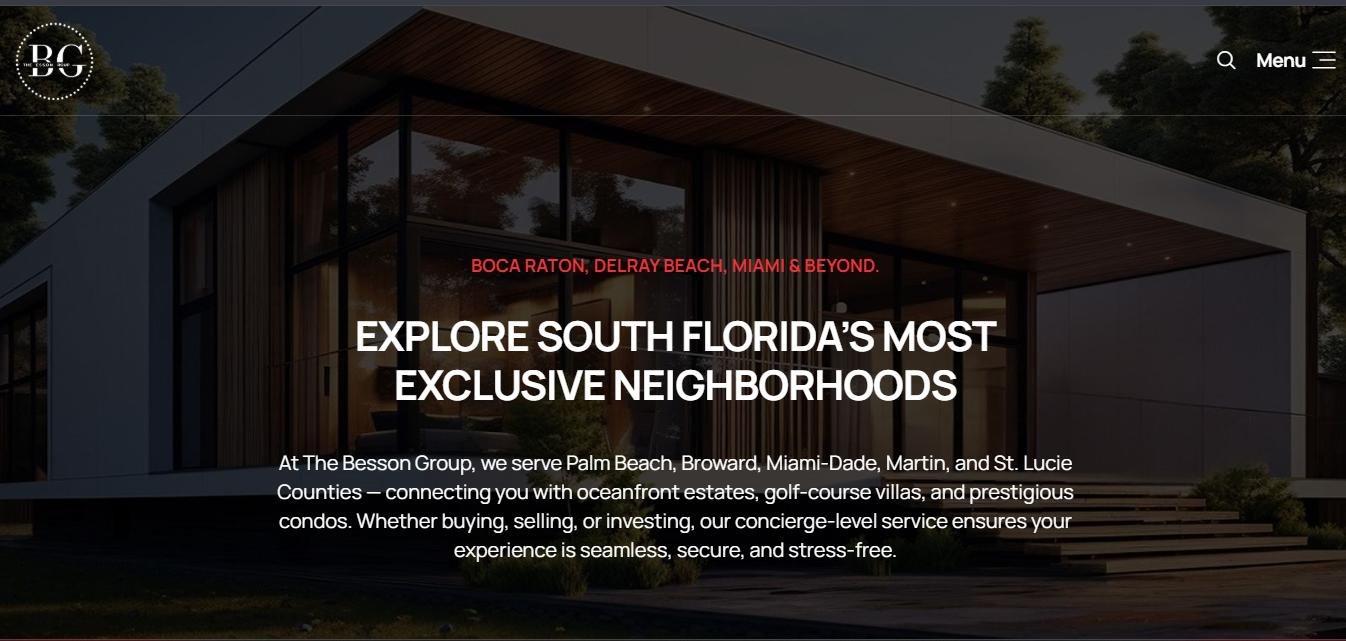 BG
THE BESSON GROUP
Menu
BOCA RATON, DELRAY BEACH, MIAMI & BEYOND.
EXPLORE SOUTH FLORIDA’S MOST
EXCLUSIVE NEIGHBORHOODS
At The Besson Group, we serve Palm Beach, Broward, Miami-Dade, Martin, and St. Lucie
Counties — connecting you with oceanfront estates, golf-course villas, and prestigious
condos. Whether buying, selling, or investing, our concierge-level service ensures your
experience is seamless, secure, and stress-free.